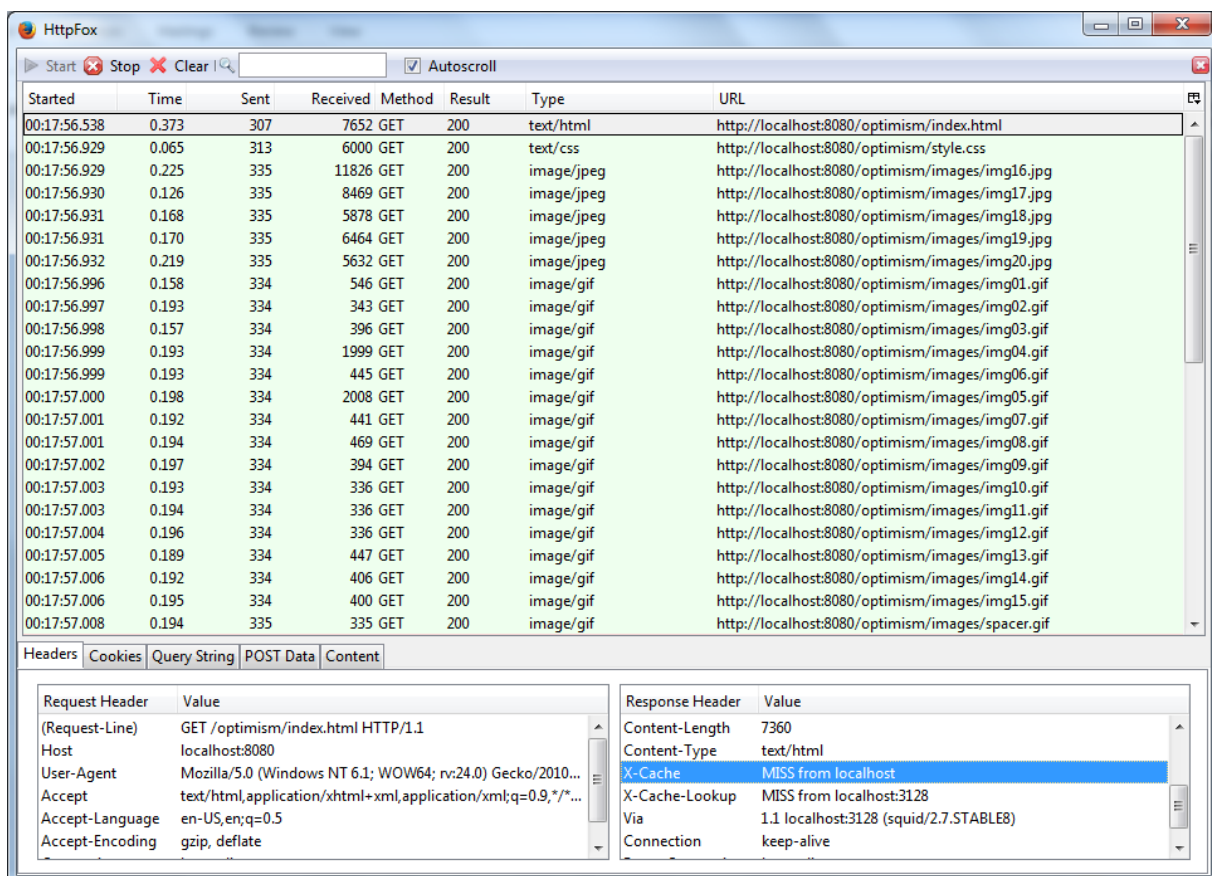 HttpFox
Start Stop Clear Autoscroll
Started Time Sent Received Method Result Type URL
00:17:56.538 0.373 307 7652 GET 200 text/html http://localhost:8080/optimism/index.html
00:17:56.929 0.065 313 6000 GET 200 text/css http://localhost:8080/optimism/style.css
00:17:56.929 0.225 335 11826 GET 200 image/jpeg http://localhost:8080/optimism/images/img16.jpg
00:17:56.930 0.126 335 8469 GET 200 image/jpeg http://localhost:8080/optimism/images/img17.jpg
00:17:56.931 0.168 335 5878 GET 200 image/jpeg http://localhost:8080/optimism/images/img18.jpg
00:17:56.931 0.170 335 6464 GET 200 image/jpeg http://localhost:8080/optimism/images/img19.jpg
00:17:56.932 0.219 335 5632 GET 200 image/jpeg http://localhost:8080/optimism/images/img20.jpg
00:17:56.996 0.158 334 546 GET 200 image/gif http://localhost:8080/optimism/images/img01.gif
00:17:56.997 0.193 334 343 GET 200 image/gif http://localhost:8080/optimism/images/img02.gif
00:17:56.998 0.157 334 396 GET 200 image/gif http://localhost:8080/optimism/images/img03.gif
00:17:56.999 0.193 334 1999 GET 200 image/gif http://localhost:8080/optimism/images/img04.gif
00:17:56.999 0.193 334 445 GET 200 image/gif http://localhost:8080/optimism/images/img06.gif
00:17:57.000 0.198 334 2008 GET 200 image/gif http://localhost:8080/optimism/images/img05.gif
00:17:57.001 0.192 334 441 GET 200 image/gif http://localhost:8080/optimism/images/img07.gif
00:17:57.001 0.194 334 469 GET 200 image/gif http://localhost:8080/optimism/images/img08.gif
00:17:57.002 0.197 334 394 GET 200 image/gif http://localhost:8080/optimism/images/img09.gif
00:17:57.003 0.193 334 336 GET 200 image/gif http://localhost:8080/optimism/images/img10.gif
00:17:57.003 0.194 334 336 GET 200 image/gif http://localhost:8080/optimism/images/img11.gif
00:17:57.004 0.196 334 336 GET 200 image/gif http://localhost:8080/optimism/images/img12.gif
00:17:57.005 0.189 334 447 GET 200 image/gif http://localhost:8080/optimism/images/img13.gif
00:17:57.006 0.192 334 406 GET 200 image/gif http://localhost:8080/optimism/images/img14.gif
00:17:57.006 0.195 334 400 GET 200 image/gif http://localhost:8080/optimism/images/img15.gif
00:17:57.008 0.194 335 335 GET 200 image/gif http://localhost:8080/optimism/images/spacer.gif
Headers Cookies Query String POST Data Content
Request Header Value
(Request-Line) GET /optimism/index.html HTTP/1.1
Host localhost:8080
User-Agent Mozilla/5.0 (Windows NT 6.1; WOW64; rv:24.0) Gecko/2010...
Accept text/html,application/xhtml+xml,application/xml;q=0.9,*/*...
Accept-Language en-US,en;q=0.5
Accept-Encoding gzip, deflate
Response Header Value
Content-Length 7360
Content-Type text/html
X-Cache MISS from localhost
X-Cache-Lookup MISS from localhost:3128
Via 1.1 localhost:3128 (squid/2.7.STABLE8)
Connection keep-alive